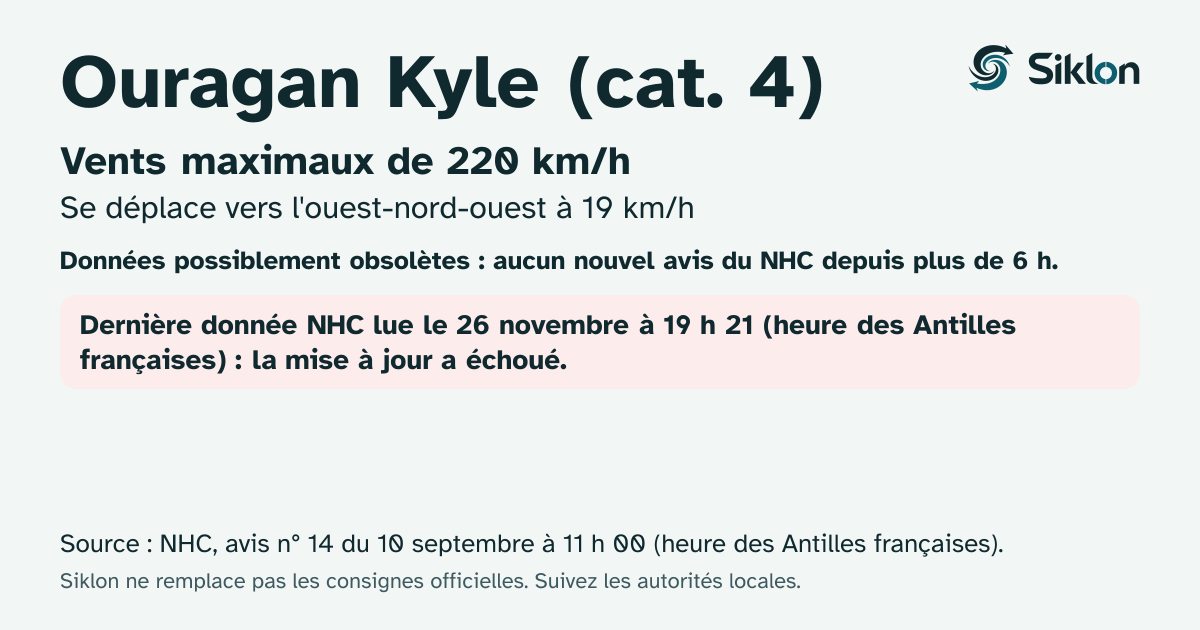 Ouragan Kyle (cat. 4)
Siklon
Vents maximaux de 220 km/h
Se déplace vers l'ouest-nord-ouest à 19 km/h
Données possiblement obsolètes : aucun nouvel avis du NHC depuis plus de 6 h.
Dernière donnée NHC lue le 26 novembre à 19 h 21 (heure des Antilles
françaises) : la mise à jour a échoué.
Source : NHC, avis n° 14 du 10 septembre à 11 h 00 (heure des Antilles françaises).
Siklon ne remplace pas les consignes officielles. Suivez les autorités locales.